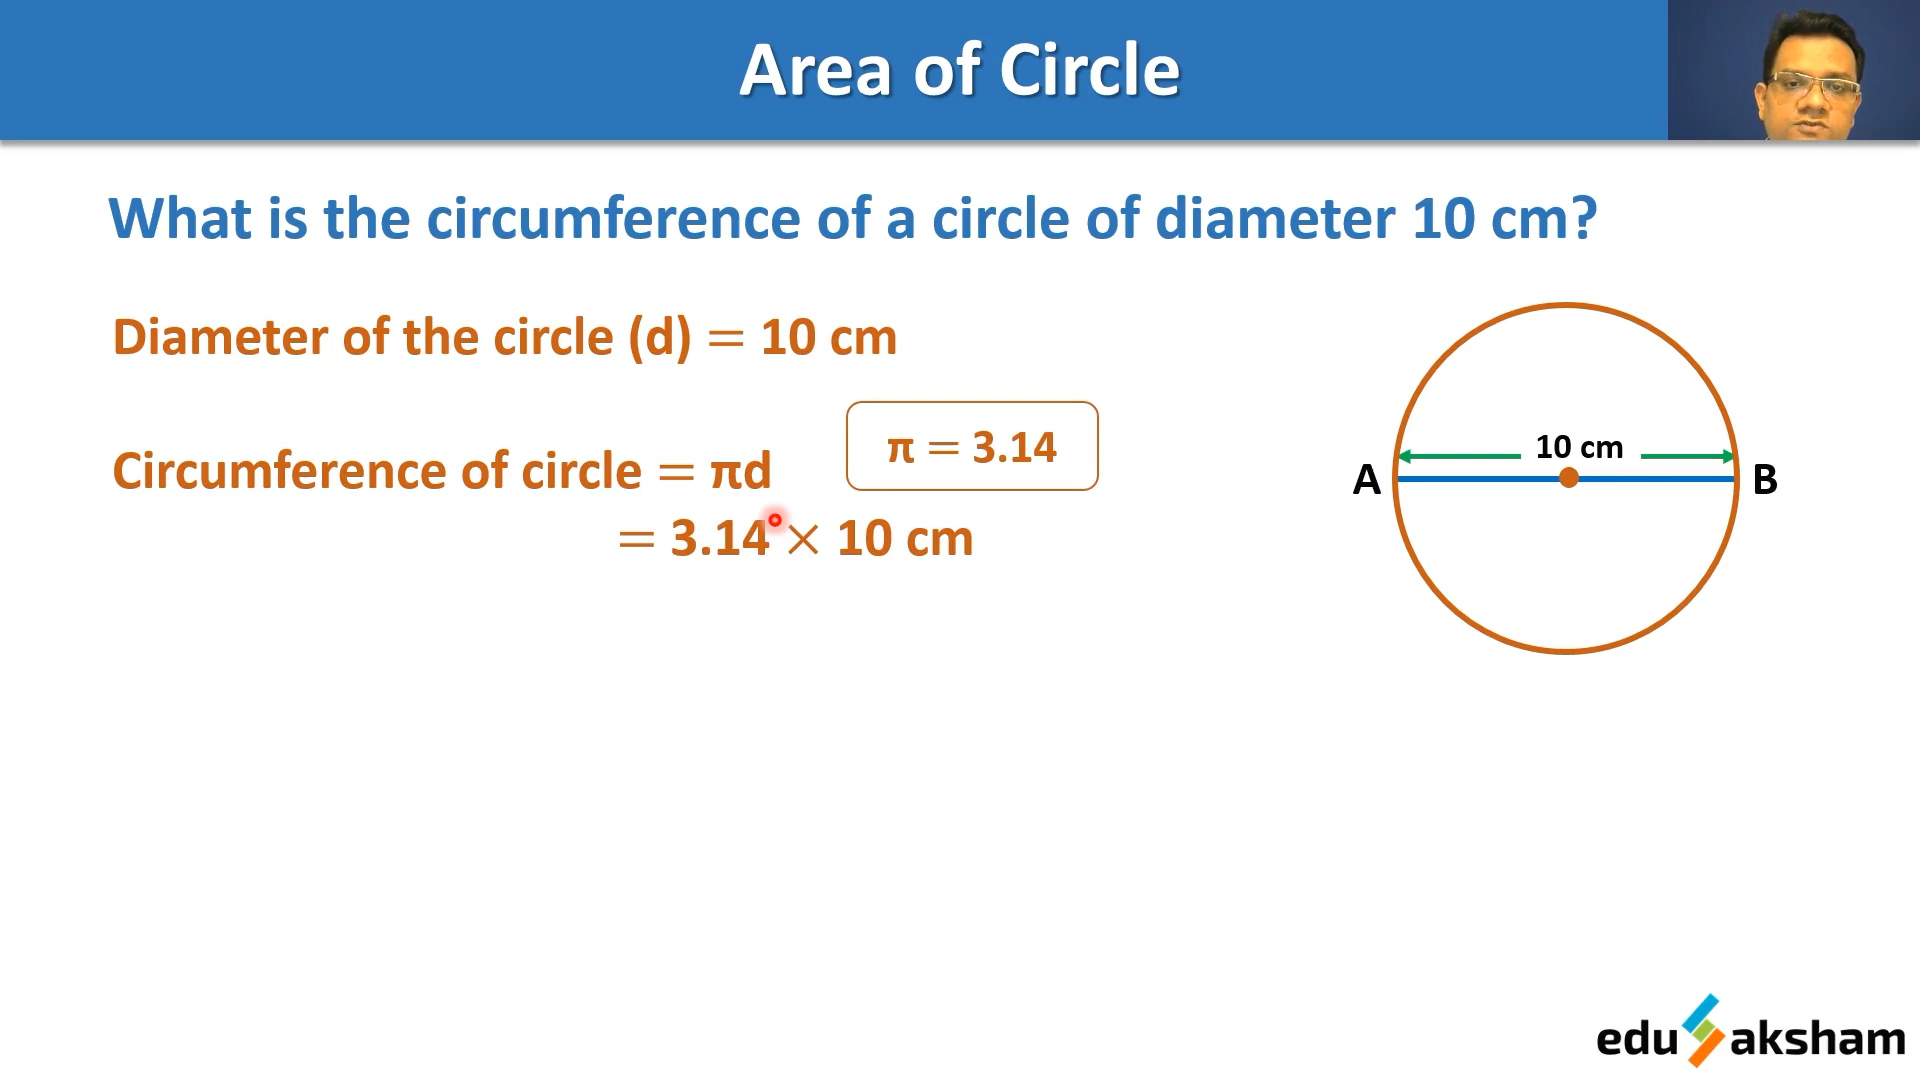 Area of Circle
What is the circumference of a circle of diameter 10 cm?
Diameter of the circle (d) = 10 cm
π = 3.14
Circumference of circle = πd
= 3.14 × 10 cm
10 cm
A
B
edu aksham